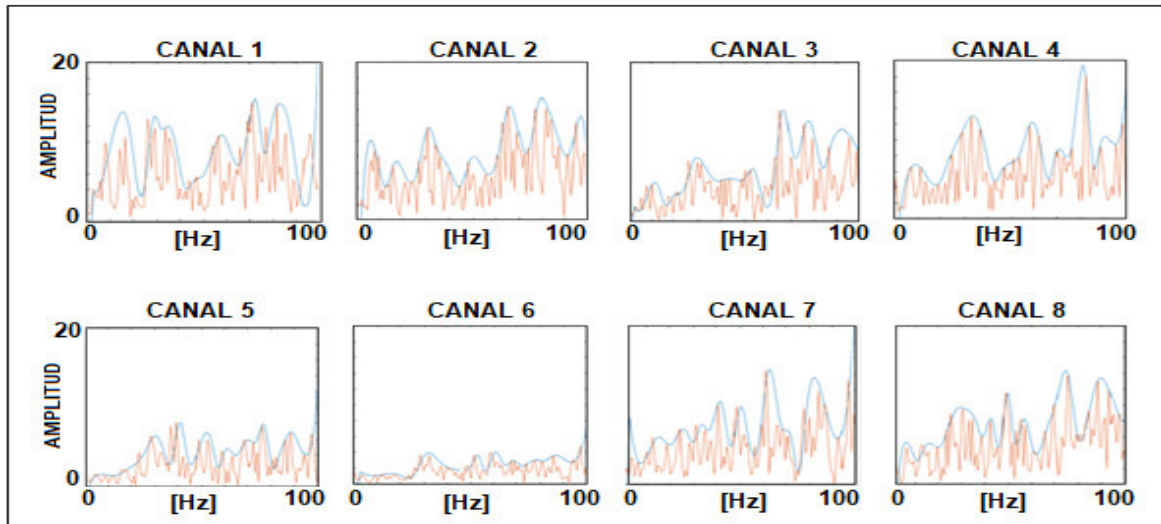 CANAL 1 CANAL 2 CANAL 3 CANAL 4
20
AMPLITUD
0
0 [Hz] 100 0 [Hz] 100 0 [Hz] 100 0 [Hz] 100
CANAL 5 CANAL 6 CANAL 7 CANAL 8
20
AMPLITUD
0
0 [Hz] 100 0 [Hz] 100 0 [Hz] 100 0 [Hz] 100